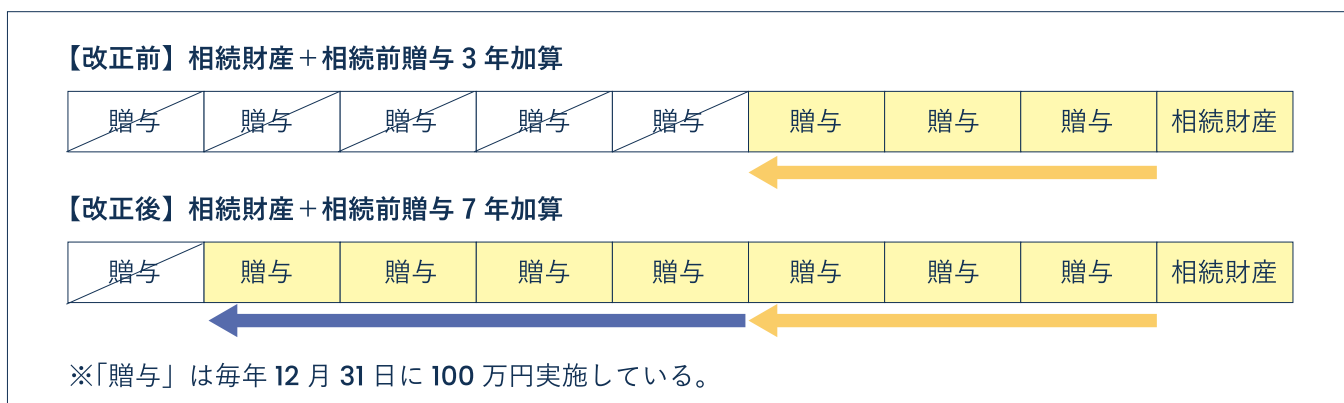 【改正前】相続財産＋相続前贈与 3 年加算
贈与 贈与 贈与 贈与 贈与 贈与 贈与 贈与 相続財産
【改正後】相続財産＋相続前贈与 7 年加算
贈与 贈与 贈与 贈与 贈与 贈与 贈与 贈与 相続財産
※「贈与」は毎年 12 月 31 日に 100 万円実施している。